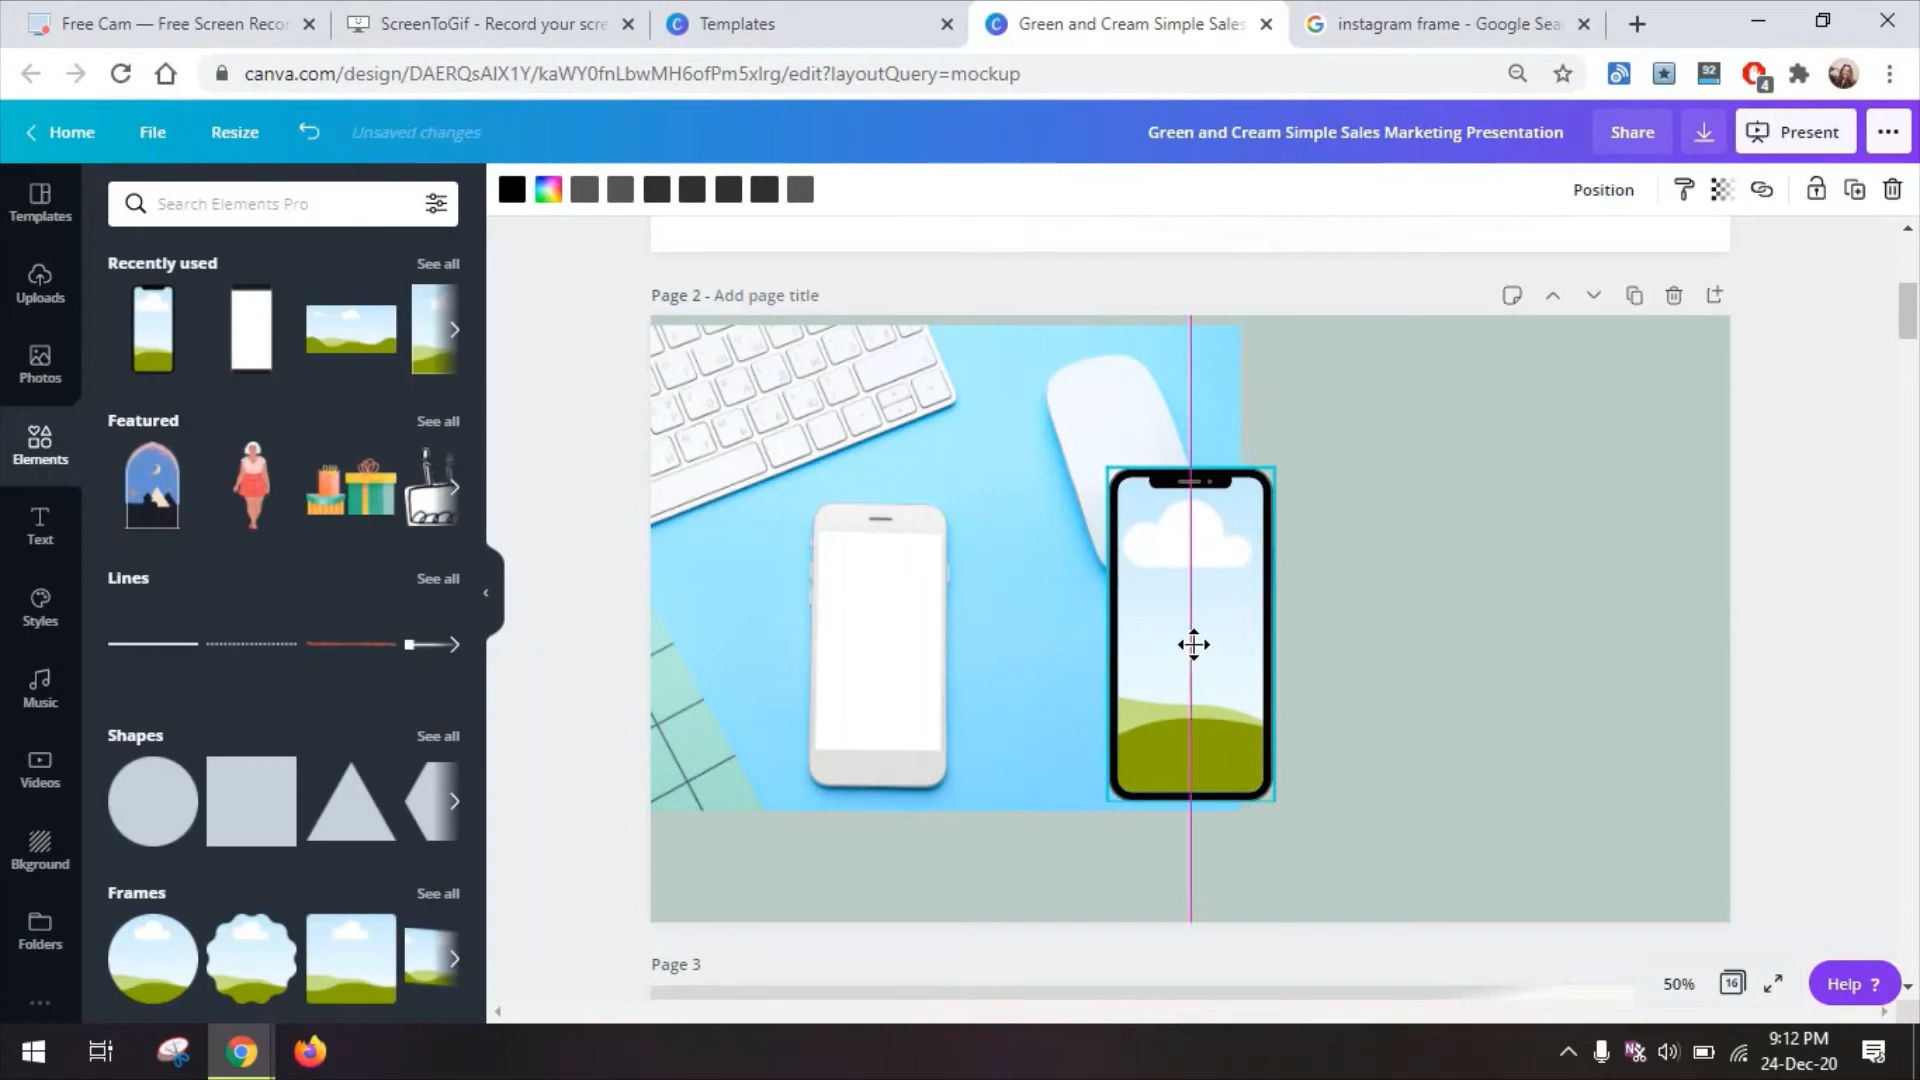 Free Cam — Free Screen Recor
ScreenToGif - Record your scre
Templates
Green and Cream Simple Sales
instagram frame - Google Sea
canva.com/design/DAERQsAlX1Y/kaWY0fnLbwMH6ofPm5xlrg/edit?layoutQuery=mockup
92
4
Home
File
Resize
Unsaved changes
Green and Cream Simple Sales Marketing Presentation
Share
Present
Templates
Uploads
Photos
Elements
Text
Styles
Music
Videos
Bkground
Folders
Search Elements Pro
Recently used
See all
Featured
See all
Lines
See all
Shapes
See all
Frames
See all
Position
Page 2 - Add page title
Page 3
50%
16
Help ?
9:12 PM
24-Dec-20